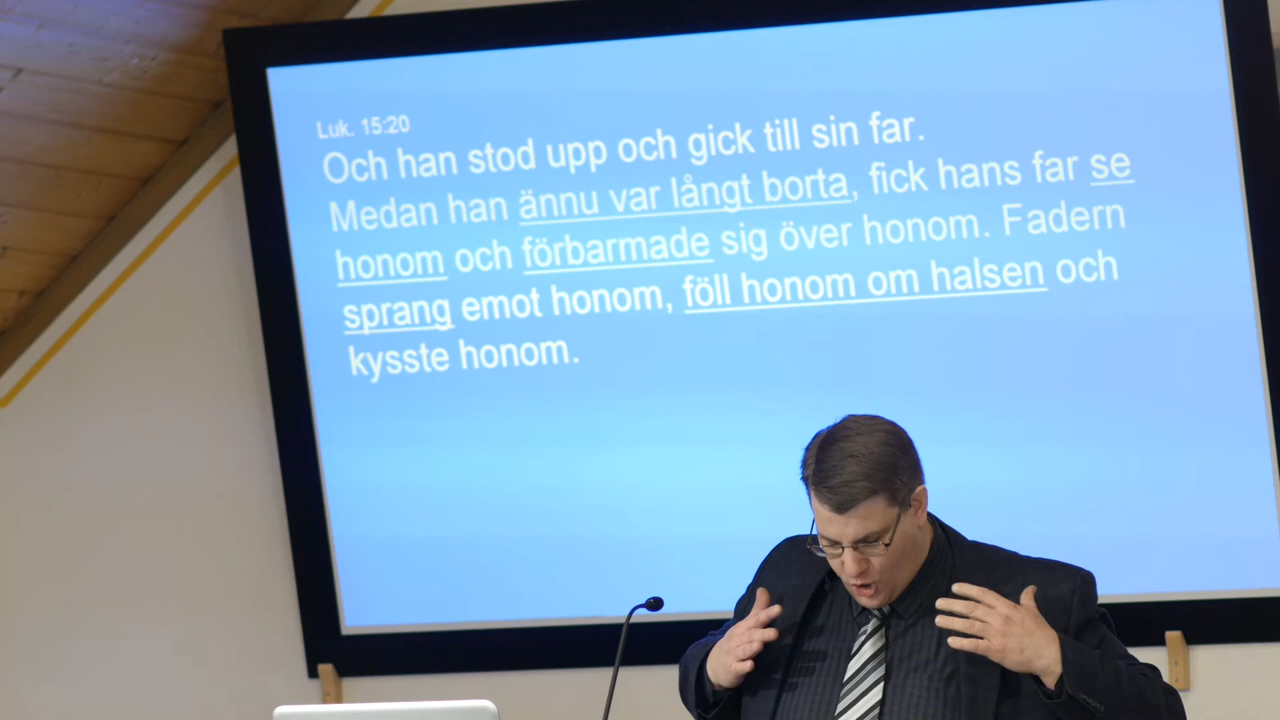 Luk. 15:20
Och han stod upp och gick till sin far.
Medan han ännu var långt borta, fick hans far se
honom och förbarmade sig över honom. Fadern
sprang emot honom, föll honom om halsen och
kysste honom.